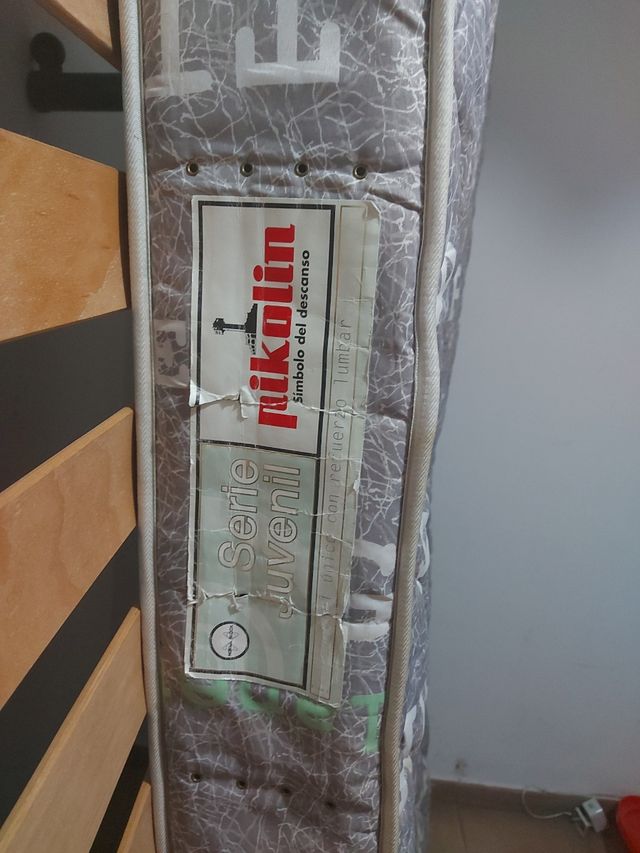 Serie
Juvenil
Pikolin
Símbolo del descanso
El único con refuerzo lumbar